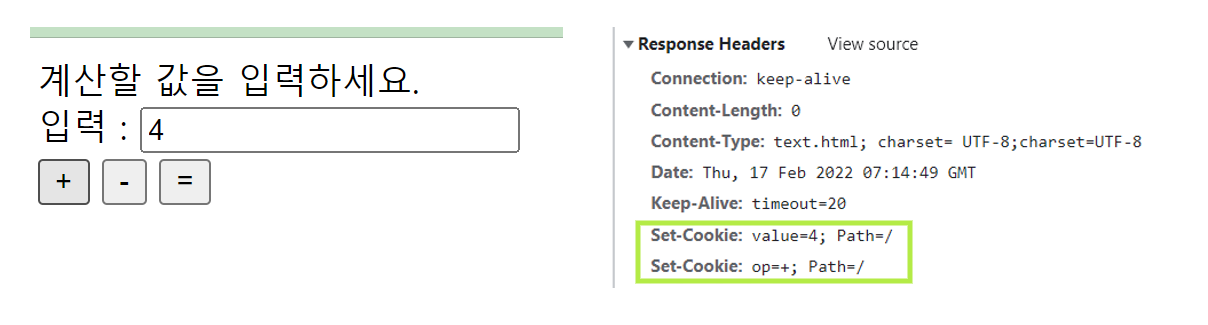 계산할 값을 입력하세요.
입력 : 4
+ - =
▼ Response Headers View source
Connection: keep-alive
Content-Length: 0
Content-Type: text.html; charset= UTF-8;charset=UTF-8
Date: Thu, 17 Feb 2022 07:14:49 GMT
Keep-Alive: timeout=20
Set-Cookie: value=4; Path=/
Set-Cookie: op=+; Path=/